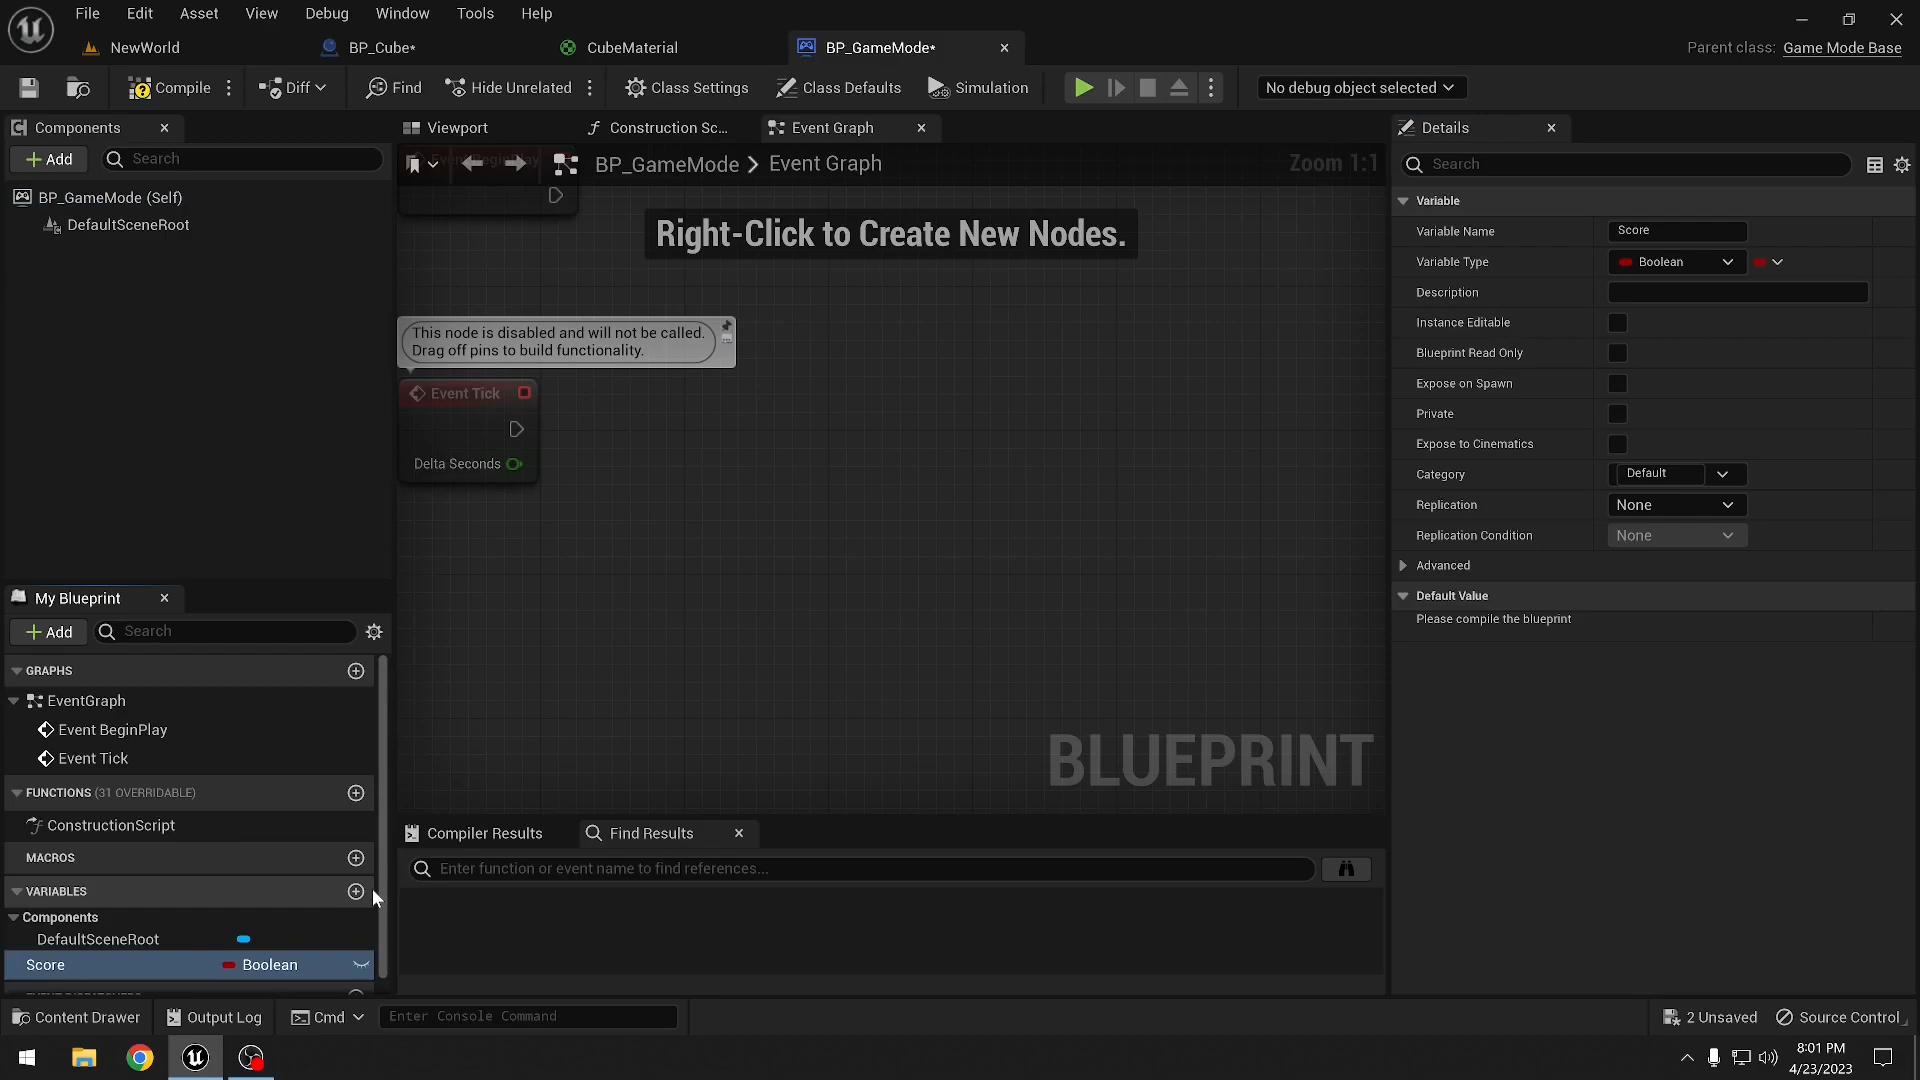 File Edit Asset View Debug Window Tools Help
NewWorld BP_Cube* CubeMaterial BP_GameMode*
Parent class: Game Mode Base
Compile Diff Find Hide Unrelated Class Settings Class Defaults Simulation No debug object selected
Components
Add Search
BP_GameMode (Self)
DefaultSceneRoot
Viewport Construction Sc... Event Graph
BP_GameMode > Event Graph
Zoom 1:1
Event BeginPlay
Right-Click to Create New Nodes.
This node is disabled and will not be called.
Drag off pins to build functionality.
Event Tick
Delta Seconds
BLUEPRINT
My Blueprint
Add Search
GRAPHS
EventGraph
Event BeginPlay
Event Tick
FUNCTIONS (31 OVERRIDABLE)
ConstructionScript
MACROS
VARIABLES
Components
DefaultSceneRoot
Score Boolean
Compiler Results Find Results
Enter function or event name to find references...
Details
Search
Variable
Variable Name Score
Variable Type Boolean
Description
Instance Editable
Blueprint Read Only
Expose on Spawn
Private
Expose to Cinematics
Category Default
Replication None
Replication Condition None
Advanced
Default Value
Please compile the blueprint
Content Drawer Output Log Cmd Enter Console Command
2 Unsaved Source Control
8:01 PM
4/23/2023